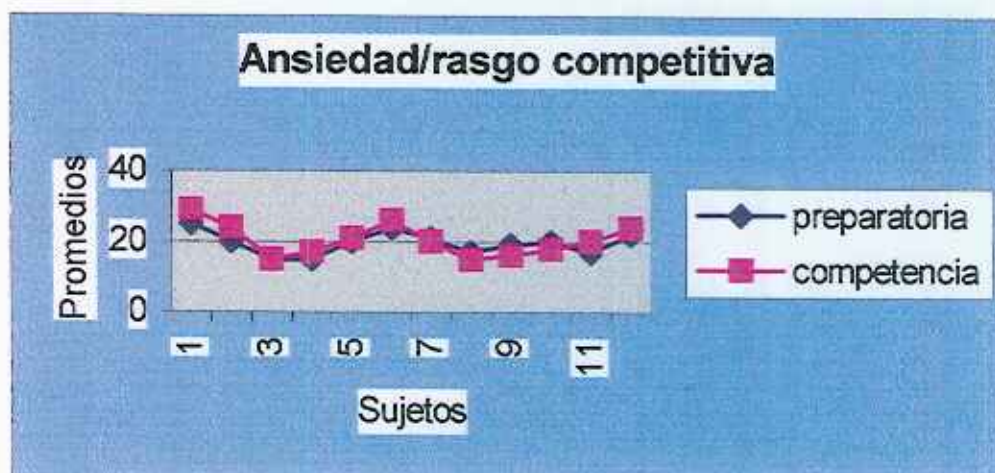 Ansiedad/rasgo competitiva
Promedios
40
20
0
1
3
5
7
9
11
Sujetos
preparatoria
competencia